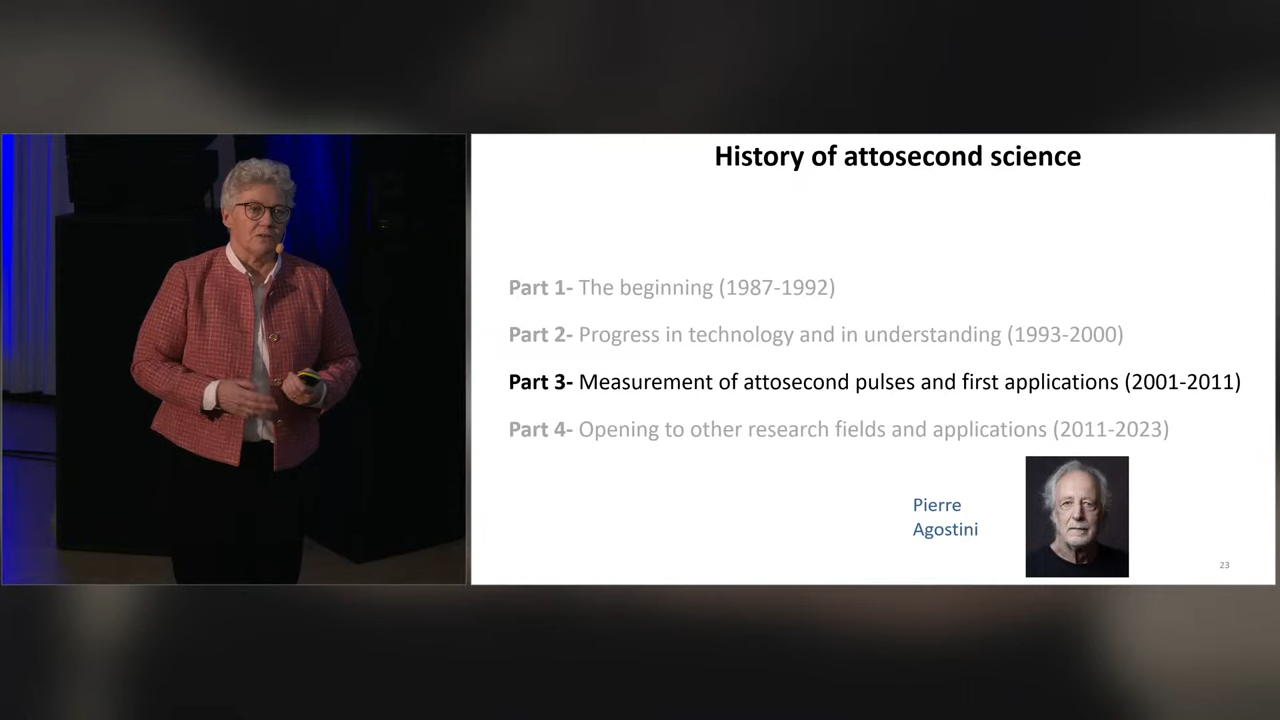 History of attosecond science
Part 1- The beginning (1987-1992)
Part 2- Progress in technology and in understanding (1993-2000)
Part 3- Measurement of attosecond pulses and first applications (2001-2011)
Part 4- Opening to other research fields and applications (2011-2023)
Pierre
Agostini
23